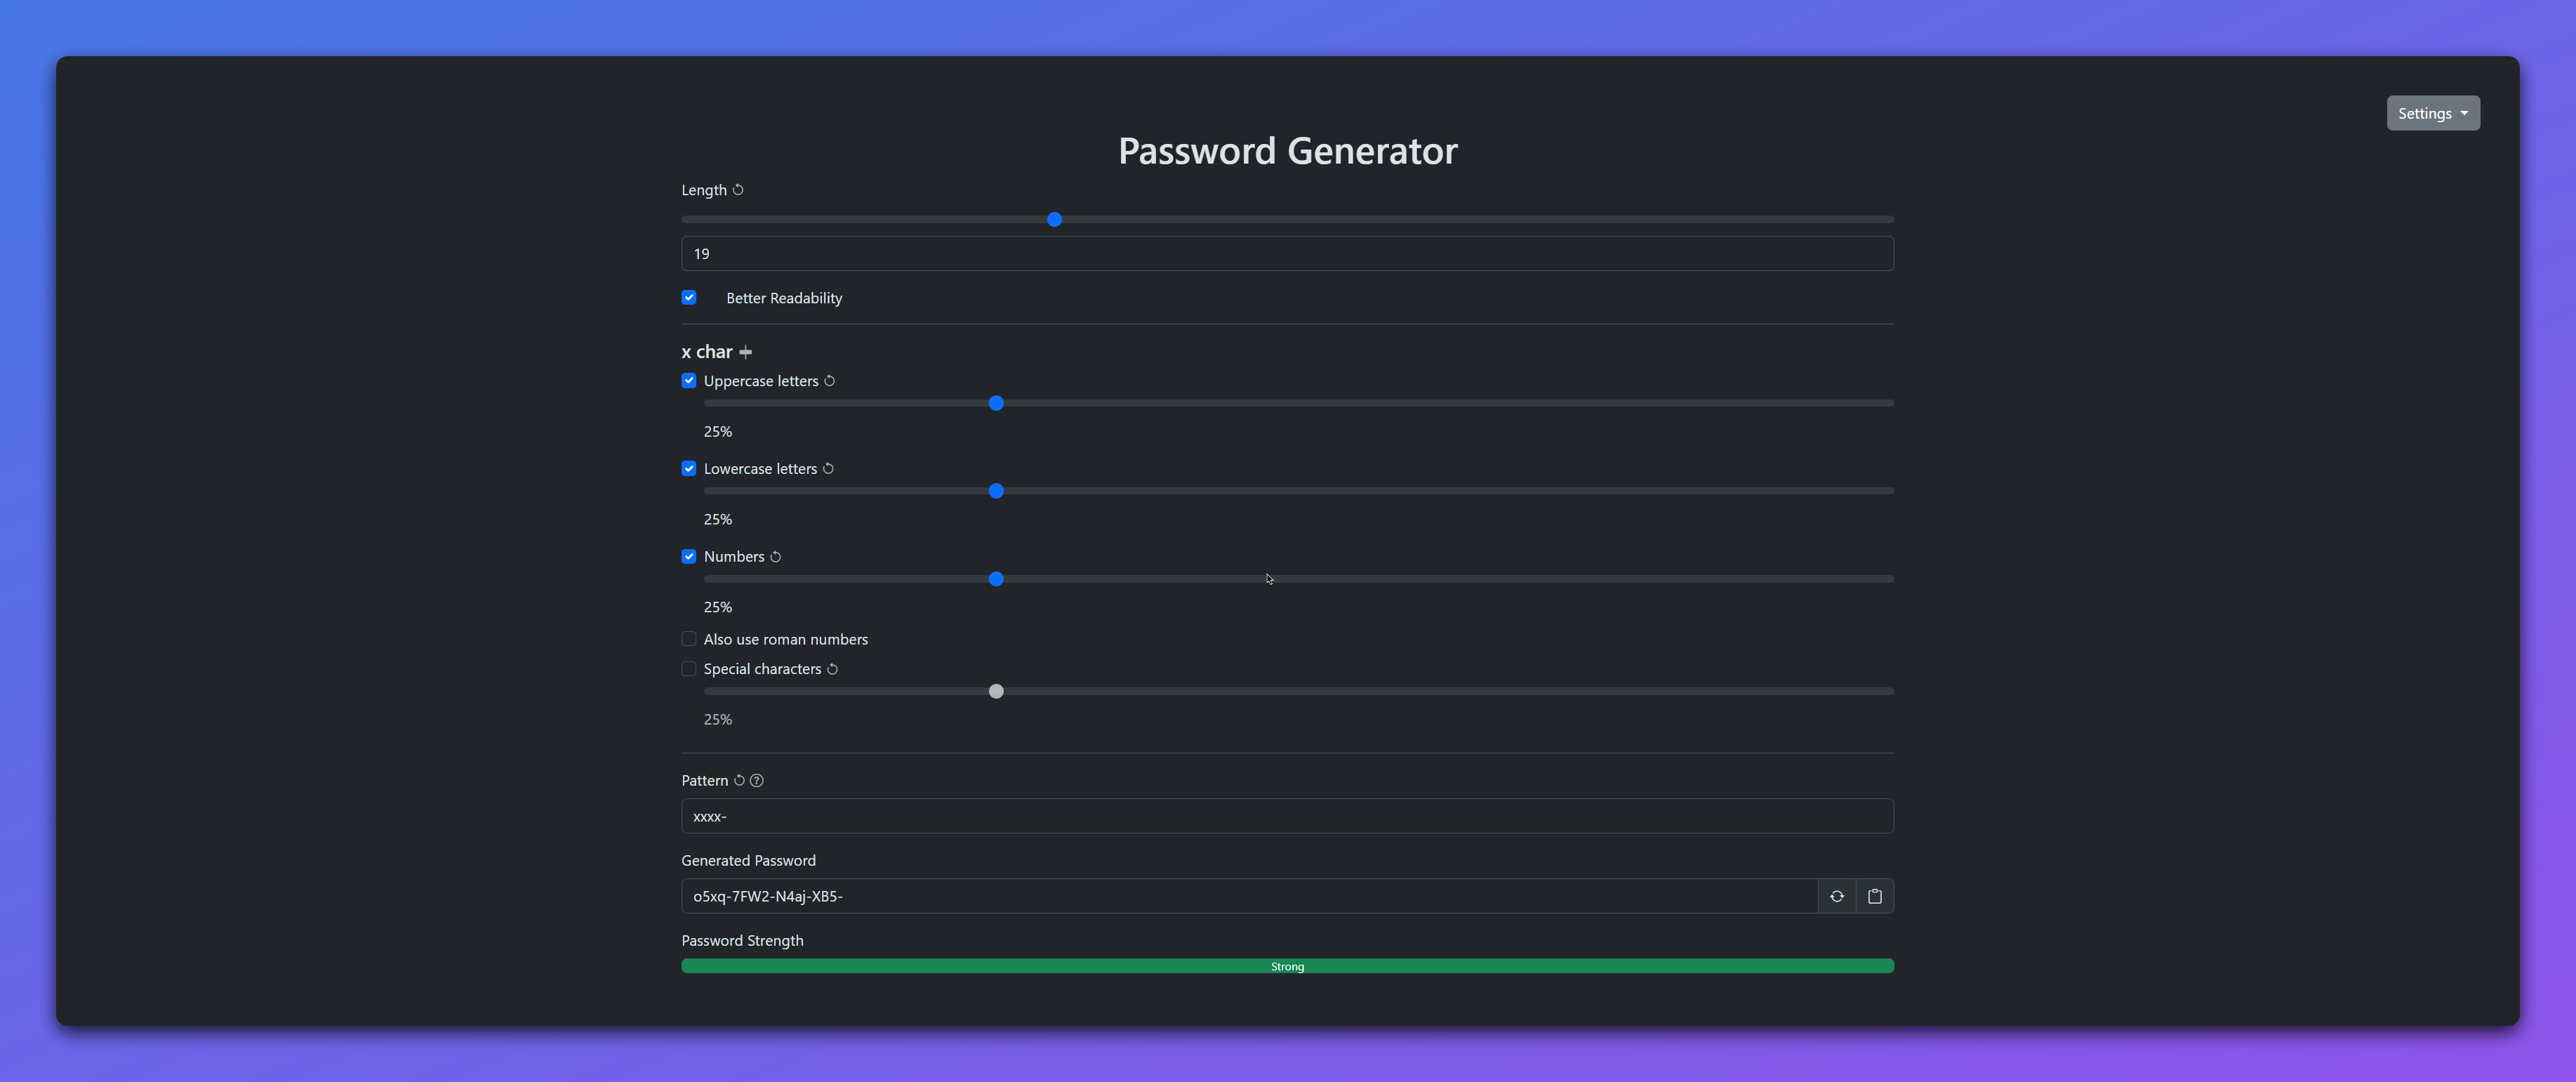 Settings
Password Generator
Length
19
Better Readability
x char
Uppercase letters
25%
Lowercase letters
25%
Numbers
25%
Also use roman numbers
Special characters
25%
Pattern
xxxx-
Generated Password
o5xq-7FW2-N4aj-XB5-
Password Strength
Strong